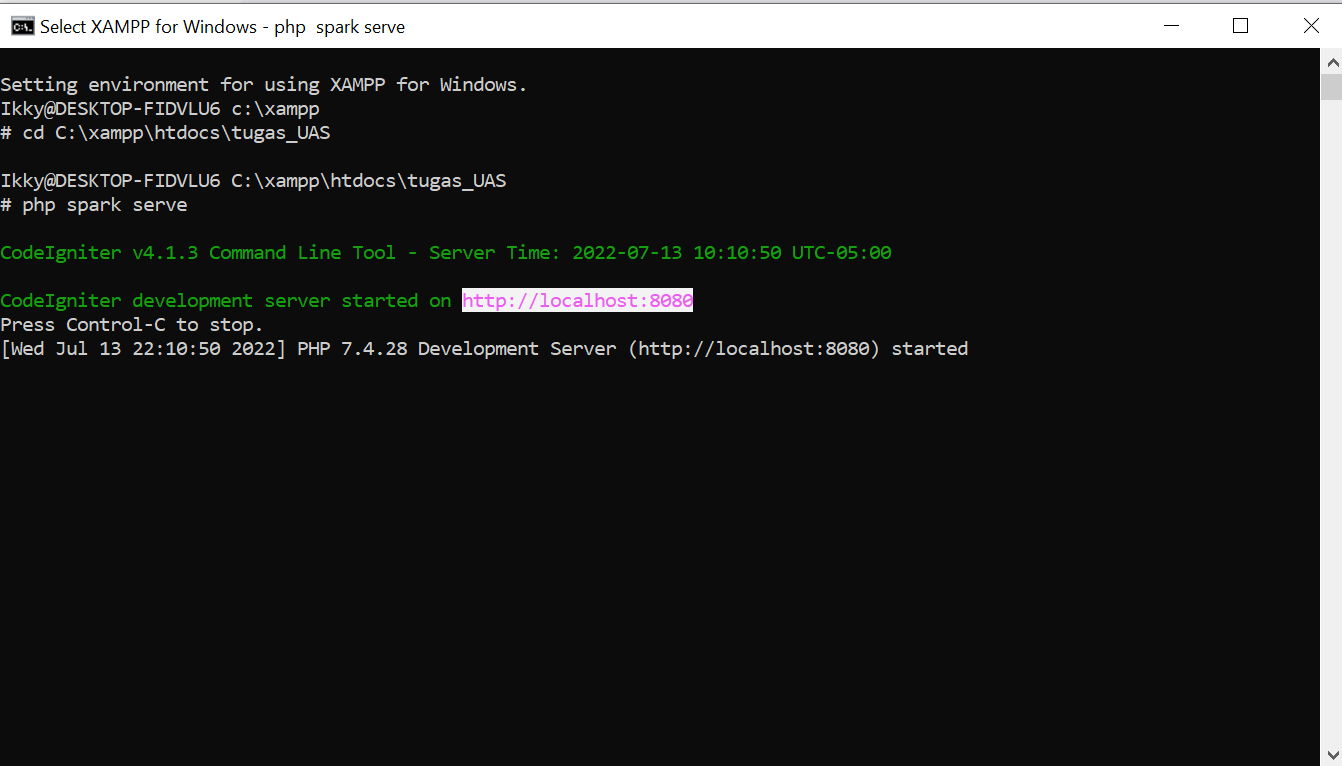 Select XAMPP for Windows - php  spark serve
Setting environment for using XAMPP for Windows.
Ikky@DESKTOP-FIDVLU6 c:\xampp
# cd C:\xampp\htdocs\tugas_UAS
Ikky@DESKTOP-FIDVLU6 C:\xampp\htdocs\tugas_UAS
# php spark serve
CodeIgniter v4.1.3 Command Line Tool - Server Time: 2022-07-13 10:10:50 UTC-05:00
CodeIgniter development server started on http://localhost:8080
Press Control-C to stop.
[Wed Jul 13 22:10:50 2022] PHP 7.4.28 Development Server (http://localhost:8080) started